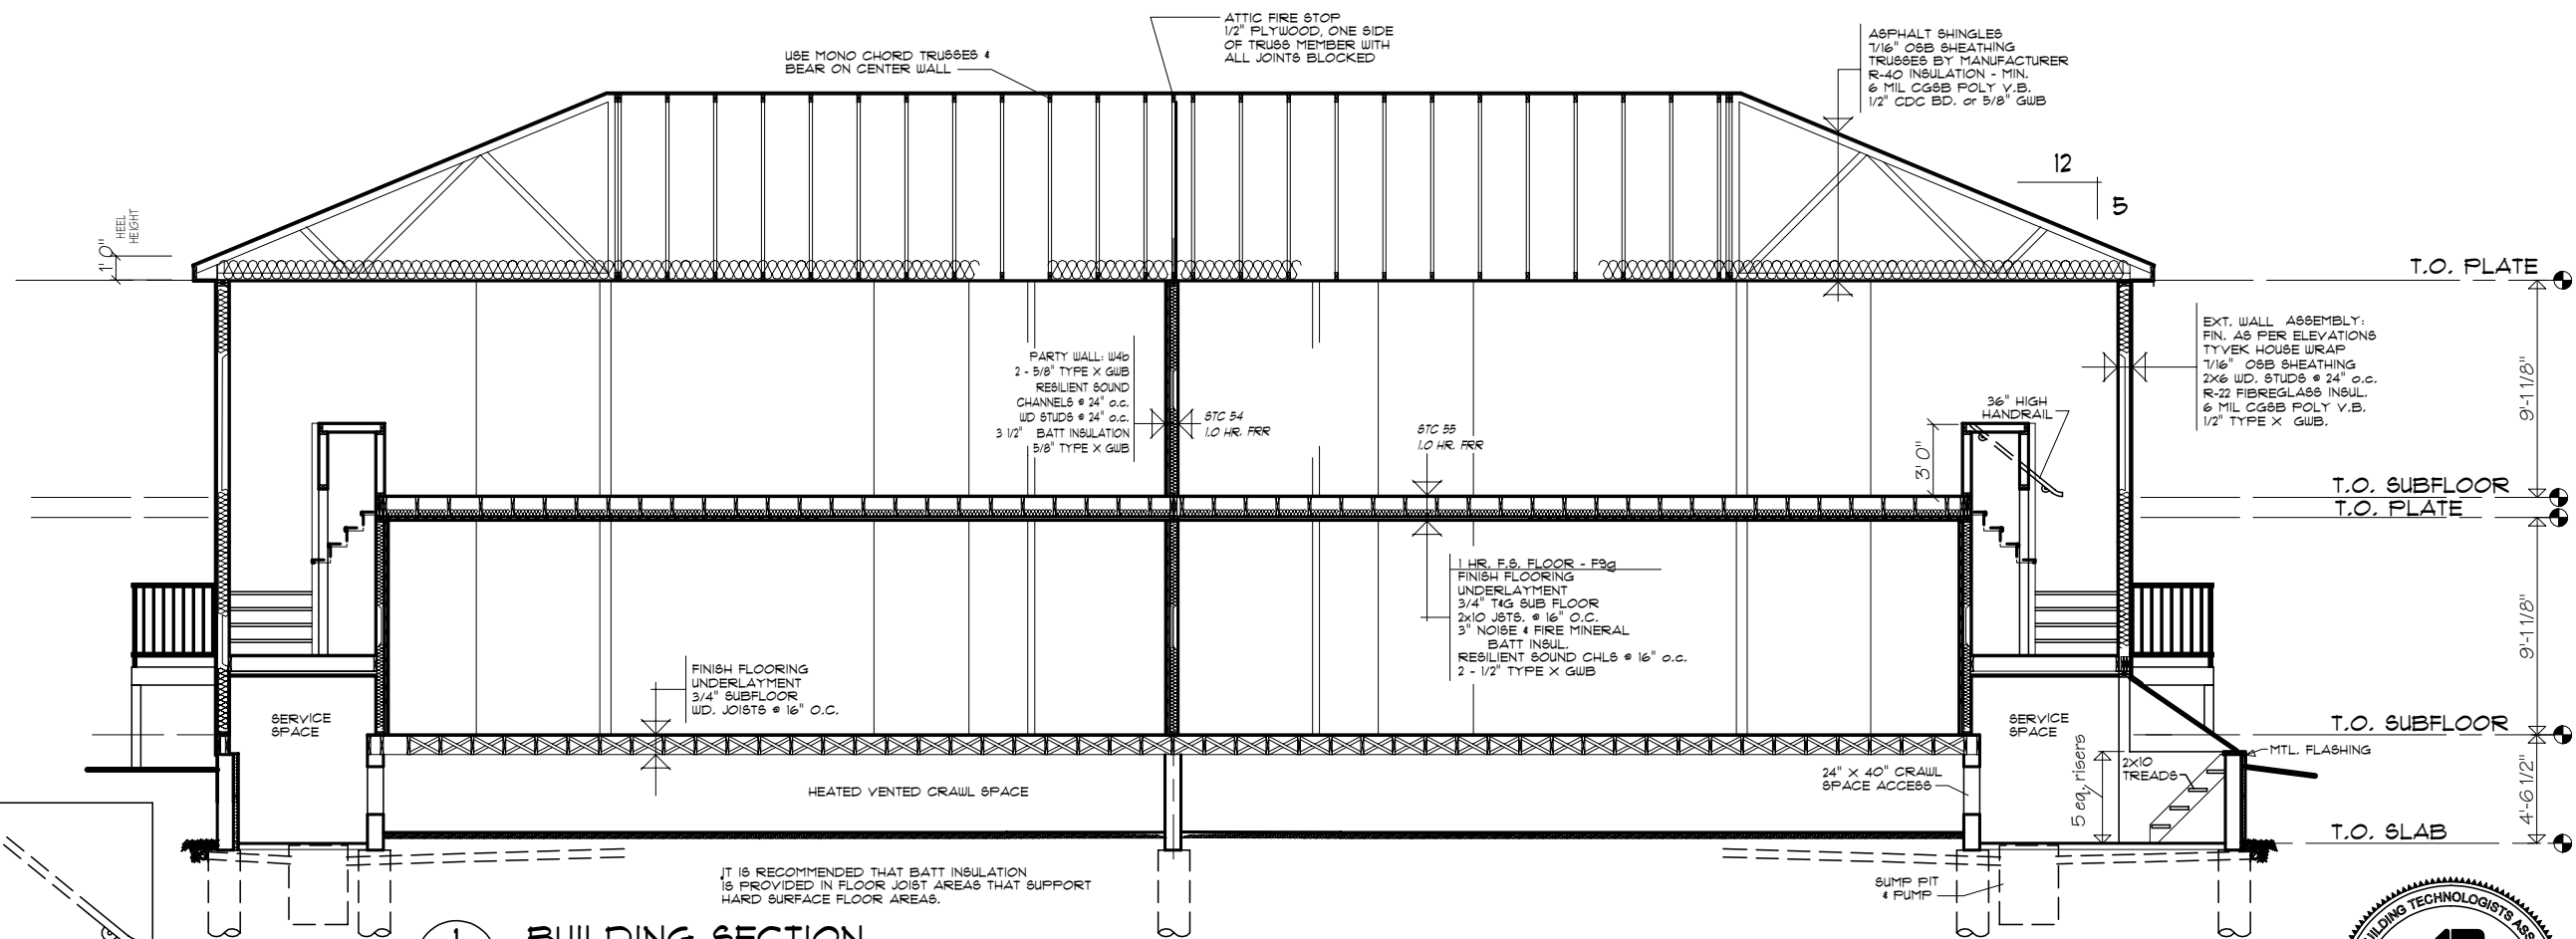 ATTIC FIRE STOP
1/2" PLYWOOD, ONE SIDE
OF TRUSS MEMBER WITH
ALL JOINTS BLOCKED
USE MONO CHORD TRUSSES &
BEAR ON CENTER WALL
ASPHALT SHINGLES
7/16" OSB SHEATHING
TRUSSES BY MANUFACTURER
R-40 INSULATION - MIN.
6 MIL CGSB POLY V.B.
1/2" CDC BD. or 5/8" GWB
12
5
1' 0"
HEEL
HEIGHT
T.O. PLATE
EXT. WALL ASSEMBLY:
FIN. AS PER ELEVATIONS
TYVEK HOUSE WRAP
7/16" OSB SHEATHING
2X6 WD. STUDS @ 24" o.c.
R-22 FIBREGLASS INSUL.
6 MIL CGSB POLY V.B.
1/2" TYPE X GWB.
9'-1 1/8"
PARTY WALL: W4b
2 - 5/8" TYPE X GWB
RESILIENT SOUND
CHANNELS @ 24" o.c.
WD STUDS @ 24" o.c.
3 1/2" BATT INSULATION
5/8" TYPE X GWB
STC 54
1.0 HR. FRR
STC 55
1.0 HR. FRR
36" HIGH
HANDRAIL
3' 0"
T.O. SUBFLOOR
T.O. PLATE
1 HR. F.S. FLOOR - F9g
FINISH FLOORING
UNDERLAYMENT
3/4" T&G SUB FLOOR
2x10 JSTS. @ 16" O.C.
3" NOISE & FIRE MINERAL
BATT INSUL.
RESILIENT SOUND CHLS @ 16" o.c.
2 - 1/2" TYPE X GWB
9'-1 1/8"
FINISH FLOORING
UNDERLAYMENT
3/4" SUBFLOOR
WD. JOISTS @ 16" O.C.
SERVICE
SPACE
SERVICE
SPACE
T.O. SUBFLOOR
MTL. FLASHING
2x10
TREADS
5 eq. risers
4'-6 1/2"
24" X 40" CRAWL
SPACE ACCESS
HEATED VENTED CRAWL SPACE
T.O. SLAB
IT IS RECOMMENDED THAT BATT INSULATION
IS PROVIDED IN FLOOR JOIST AREAS THAT SUPPORT
HARD SURFACE FLOOR AREAS.
SUMP PIT
& PUMP
1
BUILDING SECTION
BUILDING TECHNOLOGISTS ASS